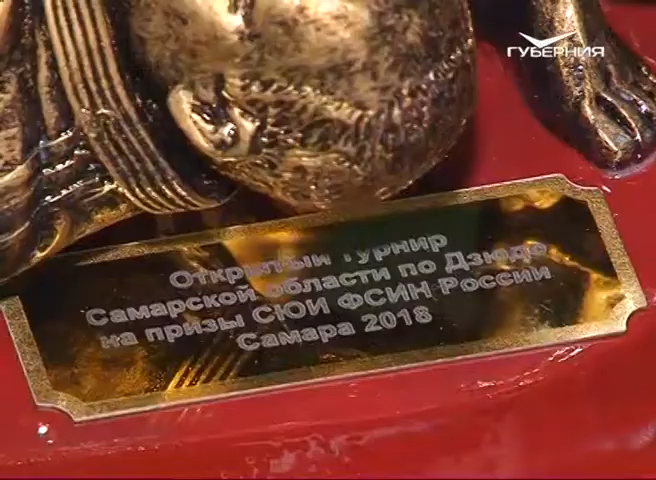 ГУБЕРНИЯ
Открытый Турнир
Самарской области по Дзюдо
на призы СЮИ ФСИН России
Самара 2018